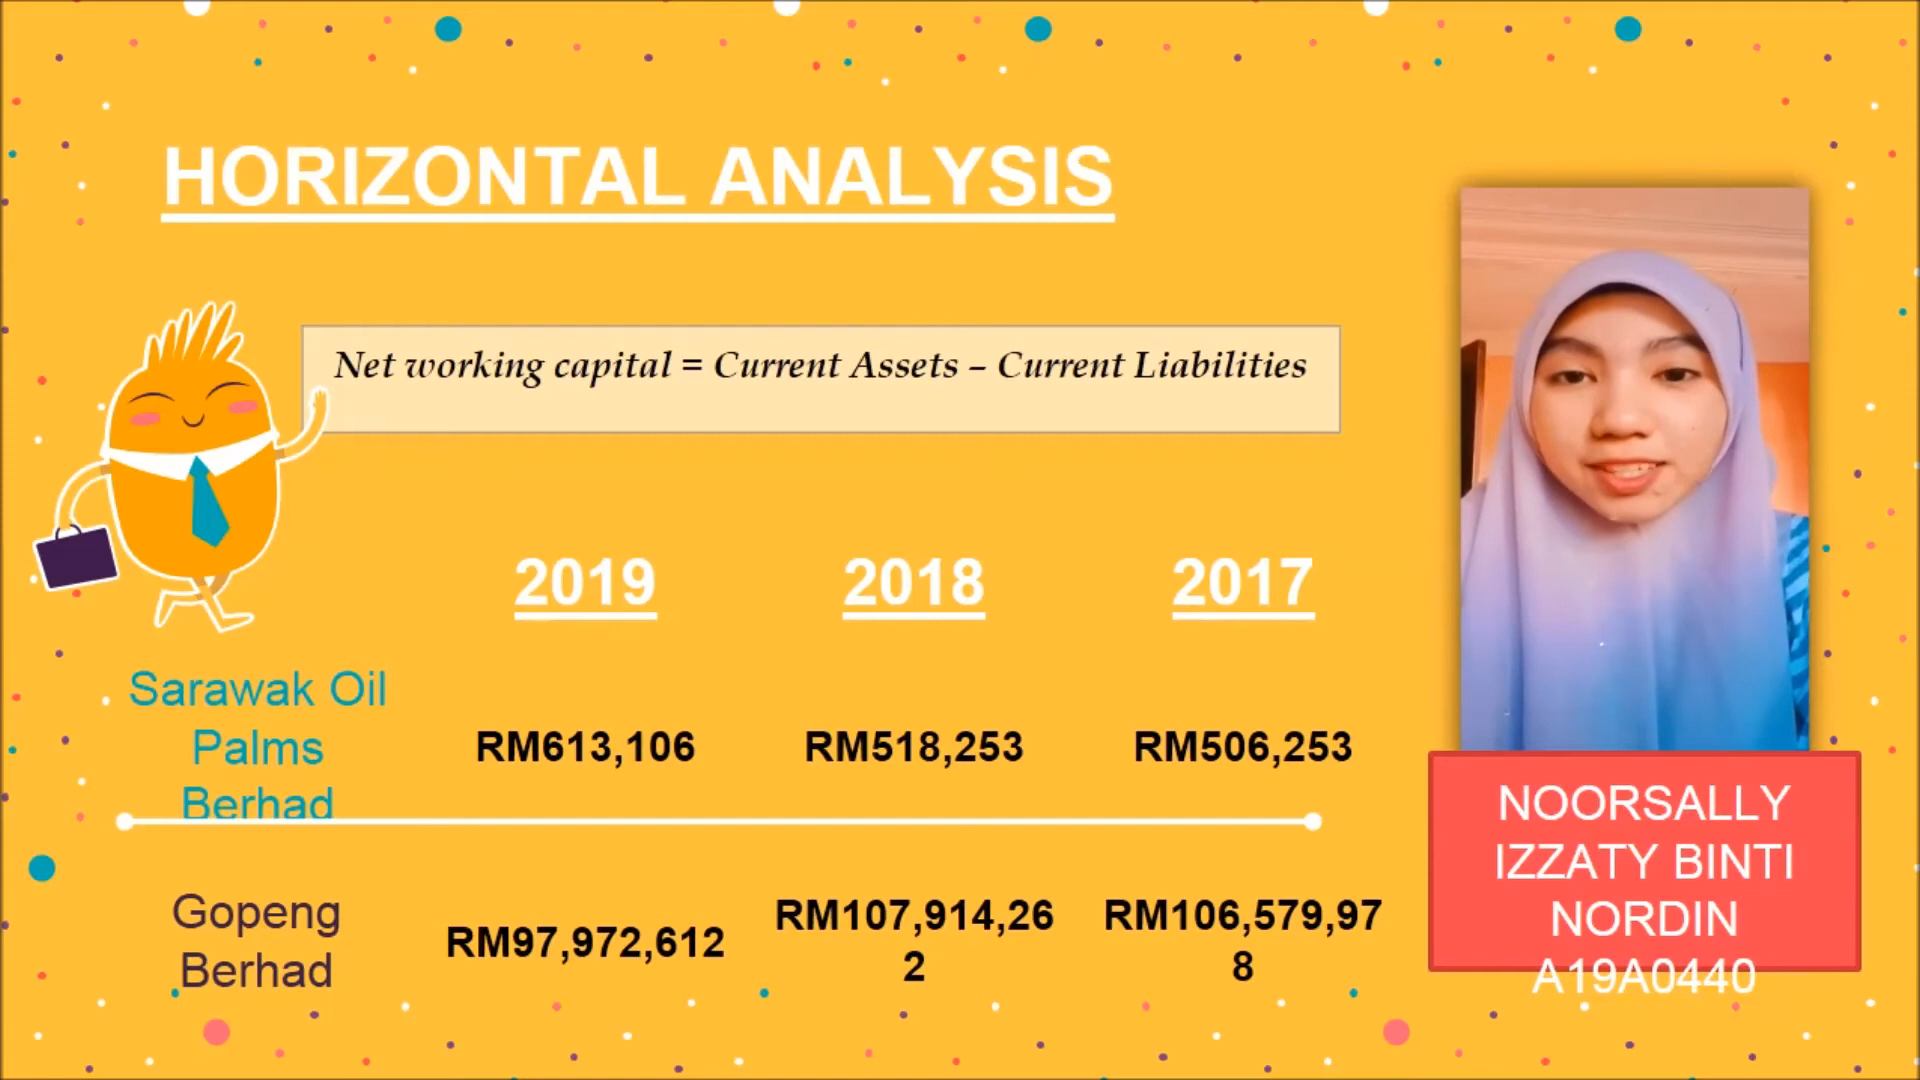 HORIZONTAL ANALYSIS
Net working capital = Current Assets – Current Liabilities
2019 2018 2017
Sarawak Oil
Palms
Berhad
RM613,106 RM518,253 RM506,253
Gopeng
Berhad
RM97,972,612
RM107,914,26
2
RM106,579,97
8
NOORSALLY
IZZATY BINTI
NORDIN
A19A0440